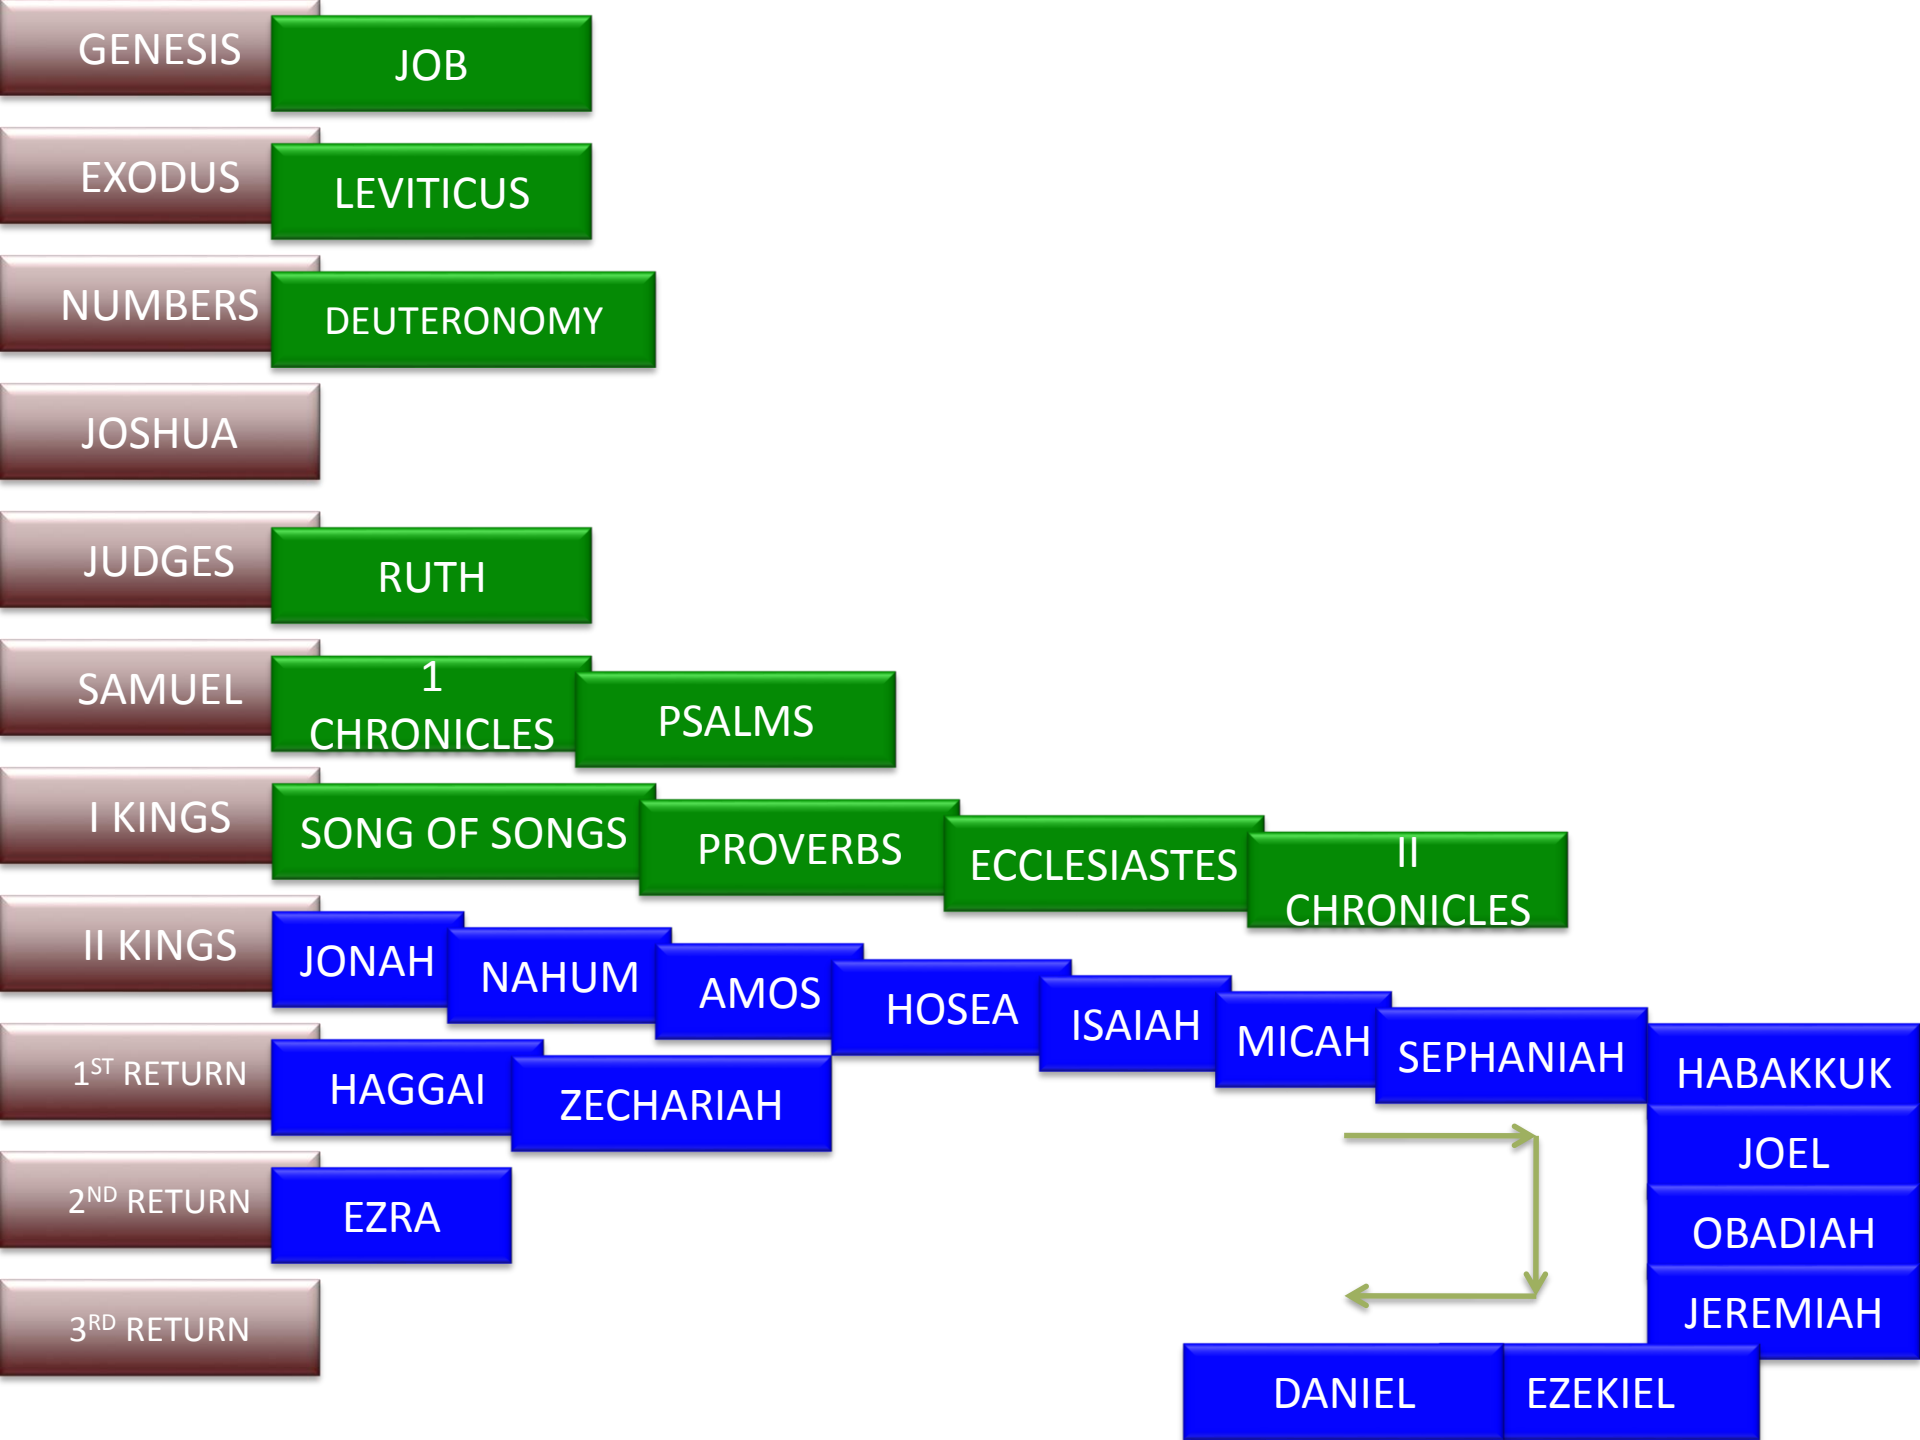 GENESIS
JOB
EXODUS
LEVITICUS
NUMBERS
DEUTERONOMY
JOSHUA
JUDGES
RUTH
SAMUEL
1
CHRONICLES
PSALMS
I KINGS
SONG OF SONGS
PROVERBS
ECCLESIASTES
II
CHRONICLES
II KINGS
JONAH
NAHUM
AMOS
HOSEA
ISAIAH
MICAH
SEPHANIAH
HABAKKUK
JOEL
OBADIAH
JEREMIAH
EZEKIEL
DANIEL
1ST RETURN
HAGGAI
ZECHARIAH
2ND RETURN
EZRA
3RD RETURN